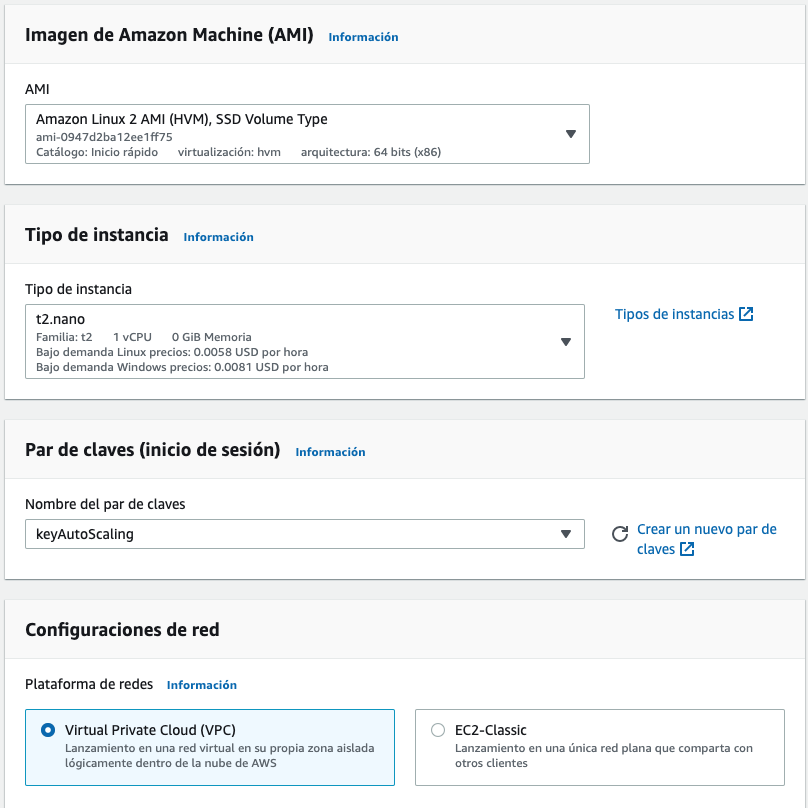 Imagen de Amazon Machine (AMI) Información
AMI
Amazon Linux 2 AMI (HVM), SSD Volume Type
ami-0947d2ba12ee1ff75
Catálogo: Inicio rápido virtualización: hvm arquitectura: 64 bits (x86)
Tipo de instancia Información
Tipo de instancia
t2.nano
Familia: t2 1 vCPU 0 GiB Memoria
Bajo demanda Linux precios: 0.0058 USD por hora
Bajo demanda Windows precios: 0.0081 USD por hora
Tipos de instancias
Par de claves (inicio de sesión) Información
Nombre del par de claves
keyAutoScaling
Crear un nuevo par de
claves
Configuraciones de red
Plataforma de redes Información
Virtual Private Cloud (VPC)
Lanzamiento en una red virtual en su propia zona aislada
lógicamente dentro de la nube de AWS
EC2-Classic
Lanzamiento en una única red plana que comparta con
otros clientes